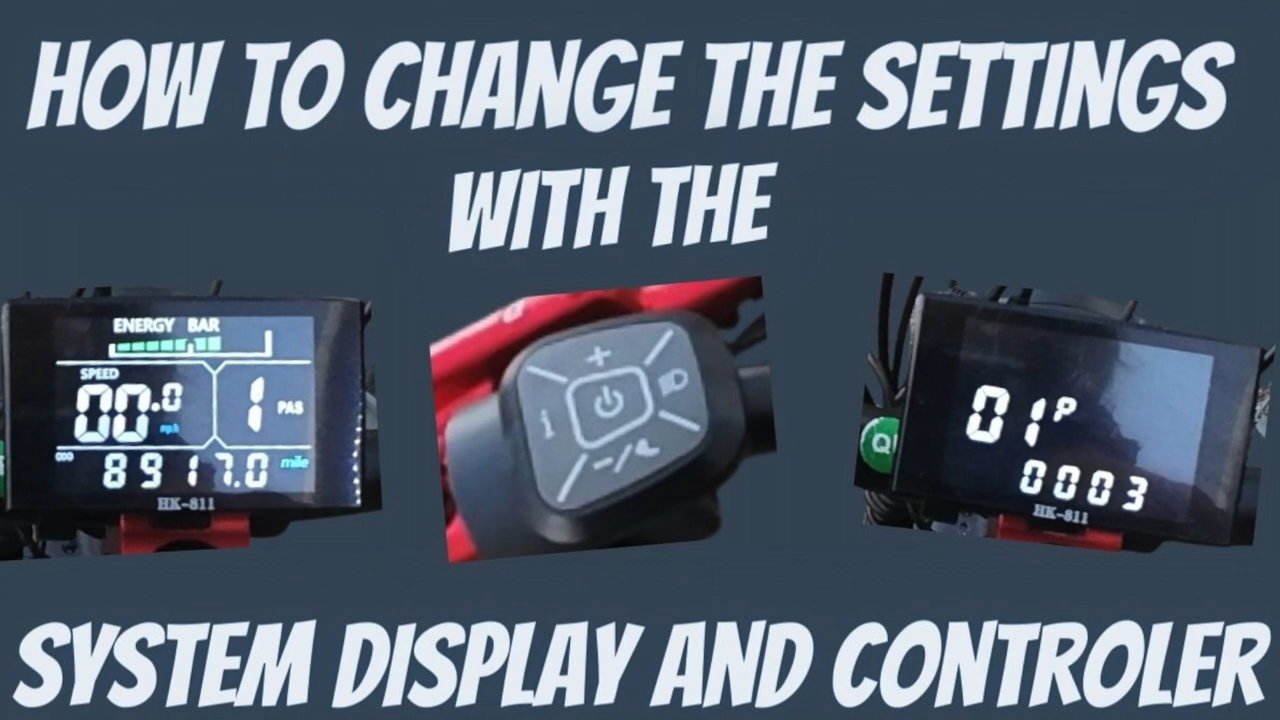 HOW TO CHANGE THE SETTINGS
WITH THE
ENERGY BAR
SPEED
00.0
mph
1 PAS
ODO
8917.0 mile
HK-811
+
i
-/
01P
0003
HK-811
Q
SYSTEM DISPLAY AND CONTROLER